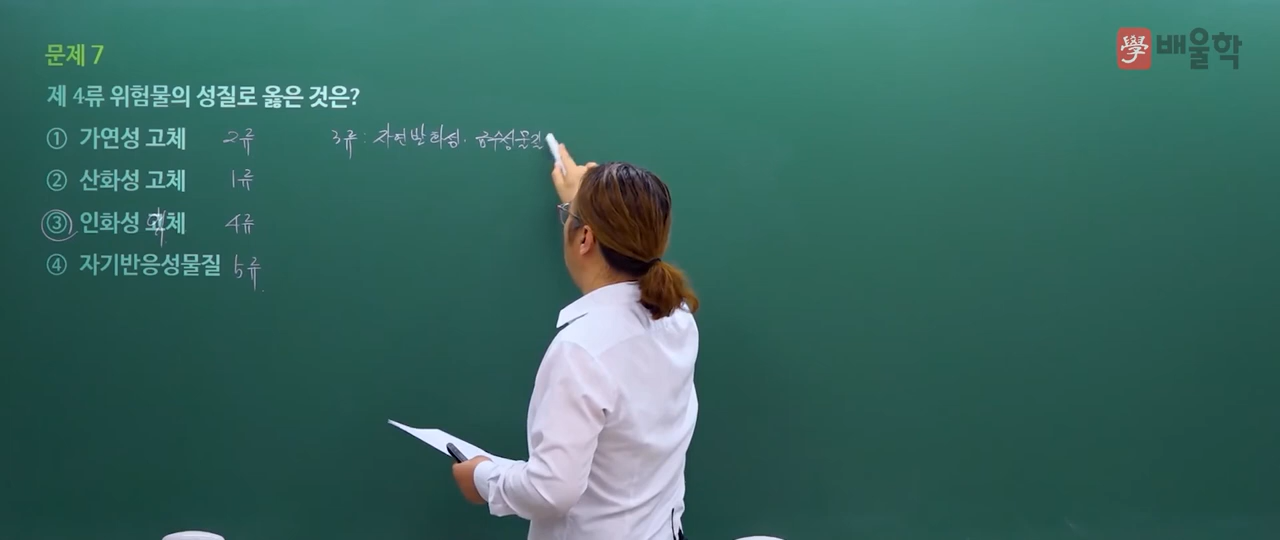 學 배울학
문제 7
제 4류 위험물의 성질로 옳은 것은?
① 가연성 고체 2류 3류: 자연발화성· 금수성물질
② 산화성 고체 1류
③ 인화성 액체 4류
④ 자기반응성물질 5류.